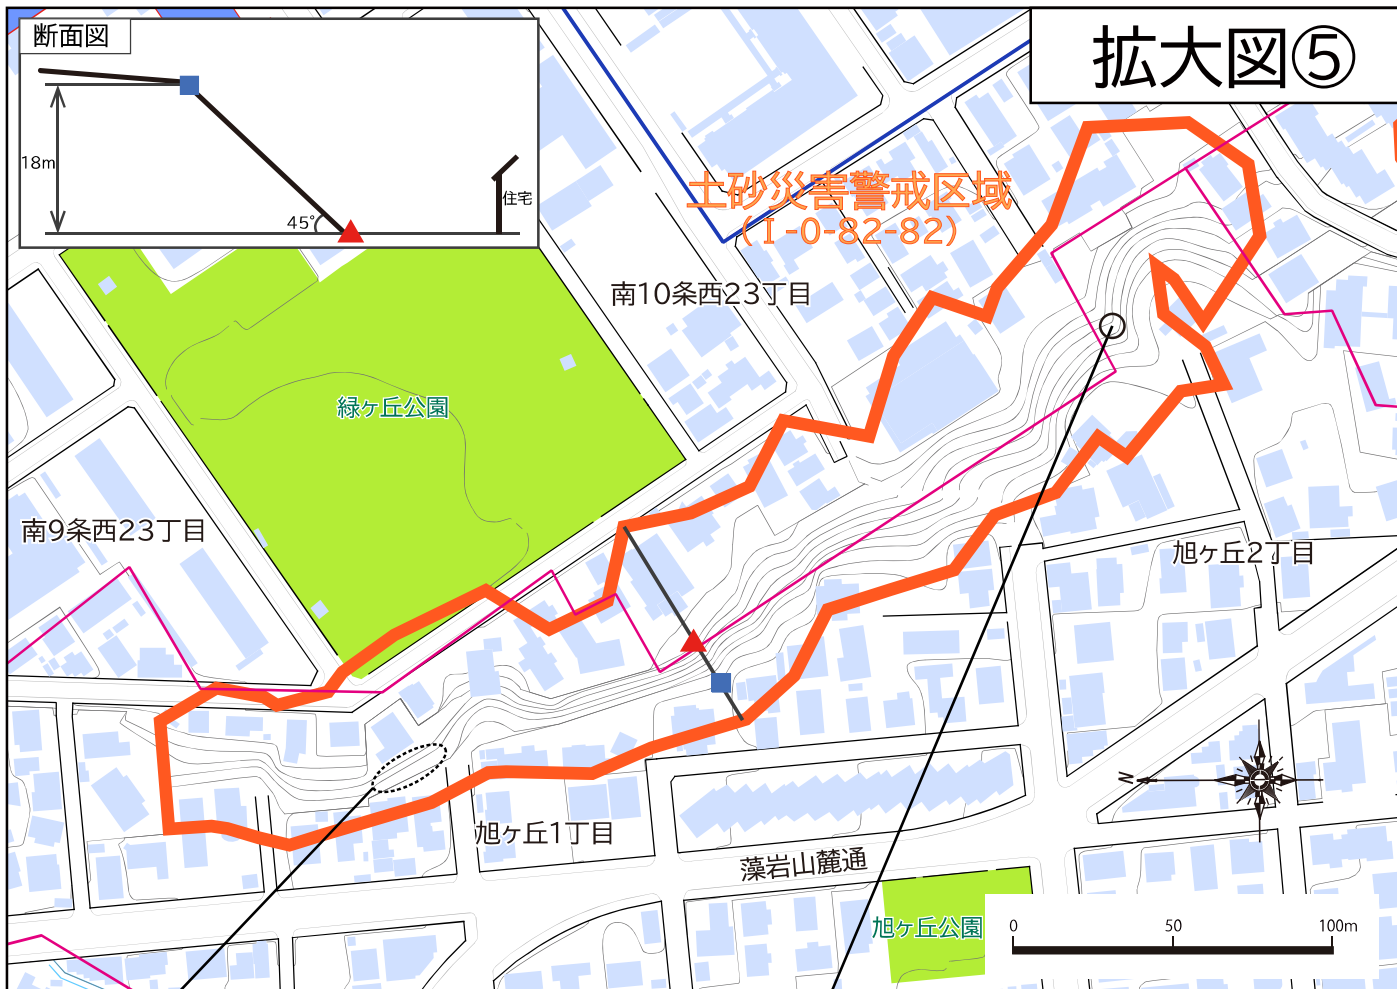 断面図
18m
45°
住宅
拡大図⑤
土砂災害警戒区域
(Ⅰ-0-82-82)
南10条西23丁目
緑ヶ丘公園
南9条西23丁目
旭ヶ丘2丁目
N
旭ヶ丘1丁目
藻岩山麓通
旭ヶ丘公園
0 50 100m